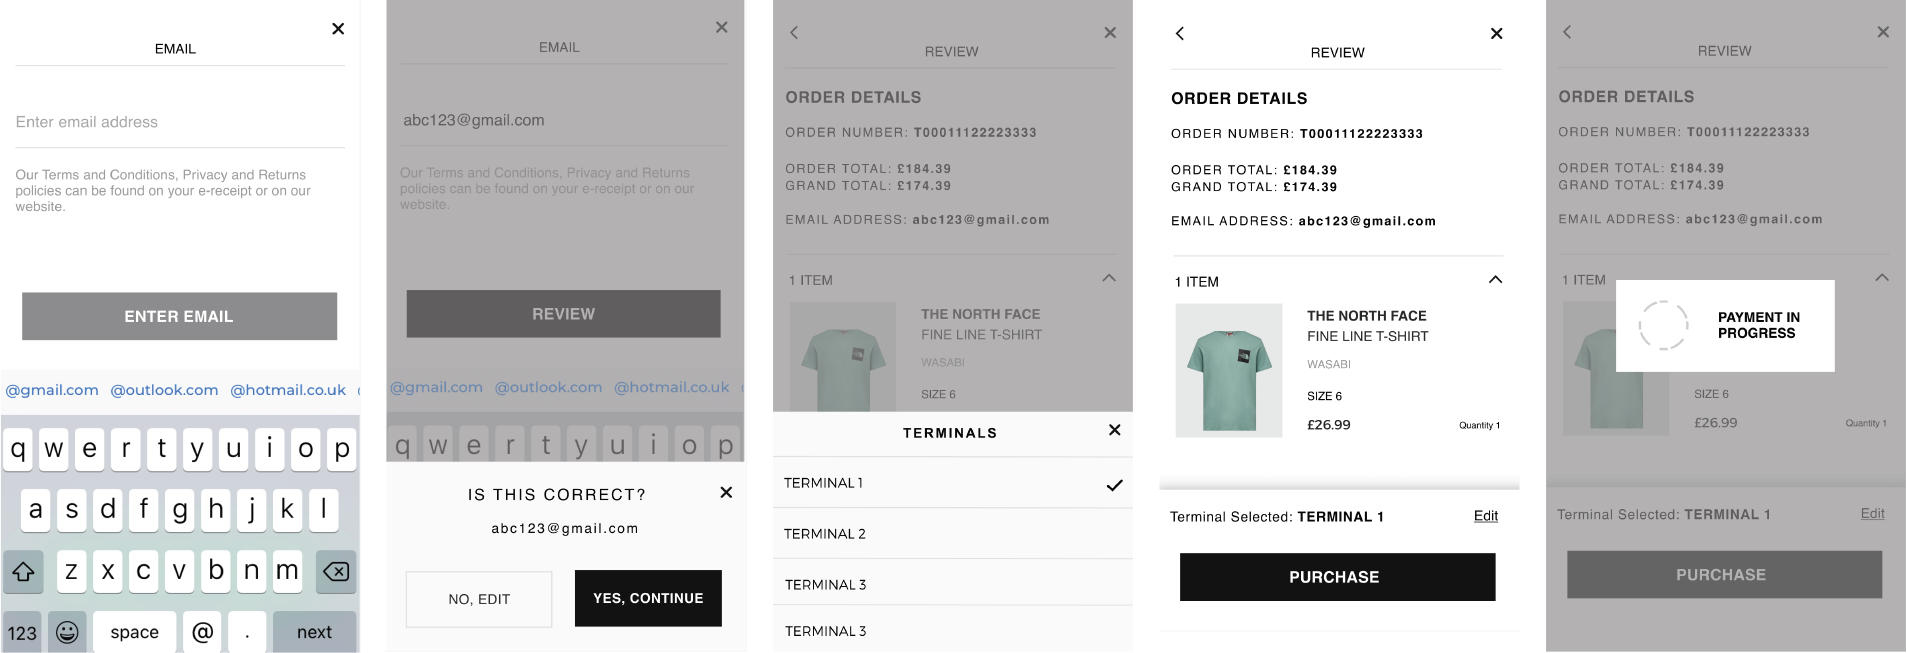 EMAIL
Enter email address
Our Terms and Conditions, Privacy and Returns
policies can be found on your e-receipt or on our
website.
ENTER EMAIL
@gmail.com @outlook.com @hotmail.co.uk
q w e r t y u i o p
a s d f g h j k l
z x c v b n m
123 space @ . next
EMAIL
abc123@gmail.com
Our Terms and Conditions, Privacy and Returns
policies can be found on your e-receipt or on our
website.
REVIEW
@gmail.com @outlook.com @hotmail.co.uk
q w e r t y u i o p
IS THIS CORRECT?
abc123@gmail.com
NO, EDIT YES, CONTINUE
REVIEW
ORDER DETAILS
ORDER NUMBER: T00011122223333
ORDER TOTAL: £184.39
GRAND TOTAL: £174.39
EMAIL ADDRESS: abc123@gmail.com
1 ITEM
THE NORTH FACE
FINE LINE T-SHIRT
WASABI
SIZE 6
TERMINALS
TERMINAL 1
TERMINAL 2
TERMINAL 3
TERMINAL 3
REVIEW
ORDER DETAILS
ORDER NUMBER: T00011122223333
ORDER TOTAL: £184.39
GRAND TOTAL: £174.39
EMAIL ADDRESS: abc123@gmail.com
1 ITEM
THE NORTH FACE
FINE LINE T-SHIRT
WASABI
SIZE 6
£26.99 Quantity 1
Terminal Selected: TERMINAL 1 Edit
PURCHASE
REVIEW
ORDER DETAILS
ORDER NUMBER: T00011122223333
ORDER TOTAL: £184.39
GRAND TOTAL: £174.39
EMAIL ADDRESS: abc123@gmail.com
1 ITEM
PAYMENT IN
PROGRESS
SIZE 6
£26.99 Quantity 1
Terminal Selected: TERMINAL 1 Edit
PURCHASE